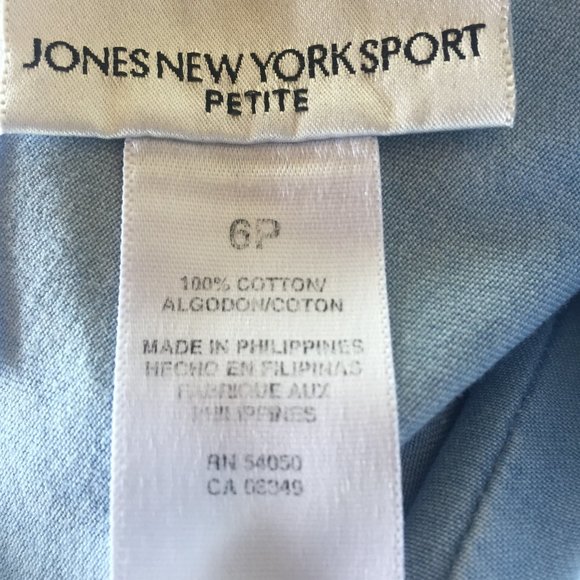 JONES NEW YORK SPORT
PETITE
6P
100% COTTON/
ALGODON/COTON
MADE IN PHILIPPINES
HECHO EN FILIPINAS
FABRIQUE AUX
PHILIPPINES
RN 54050
CA 08349